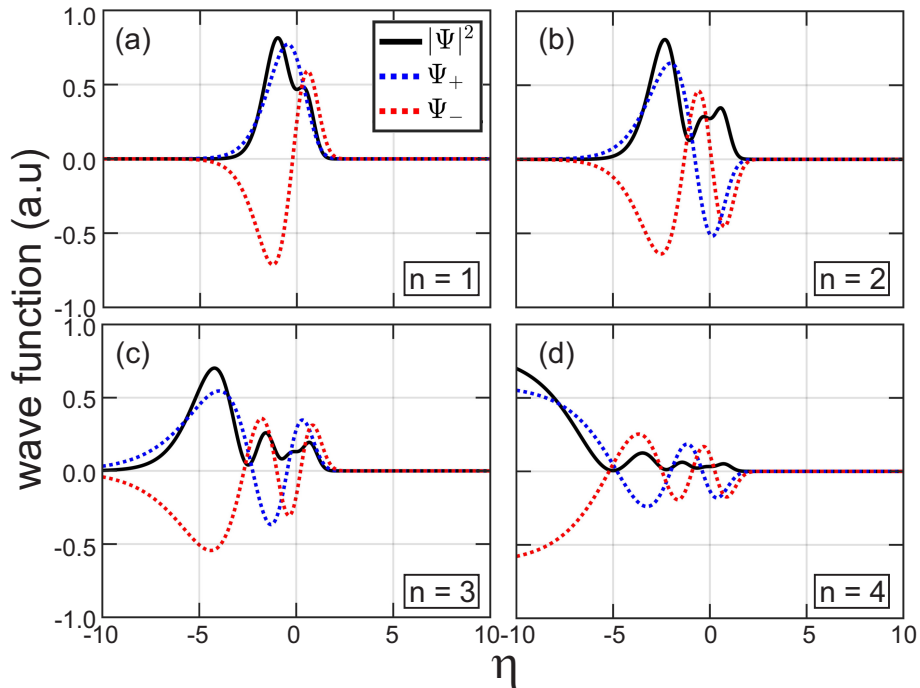 wave function (a.u)
1.0
0.5
0.0
-0.5
-1.0
(a)
|Ψ|²
Ψ₊
Ψ₋
n = 1
(b)
n = 2
1.0
0.5
0.0
-0.5
-1.0
(c)
n = 3
(d)
n = 4
-10 -5 0 5 10
-10 -5 0 5 10
η